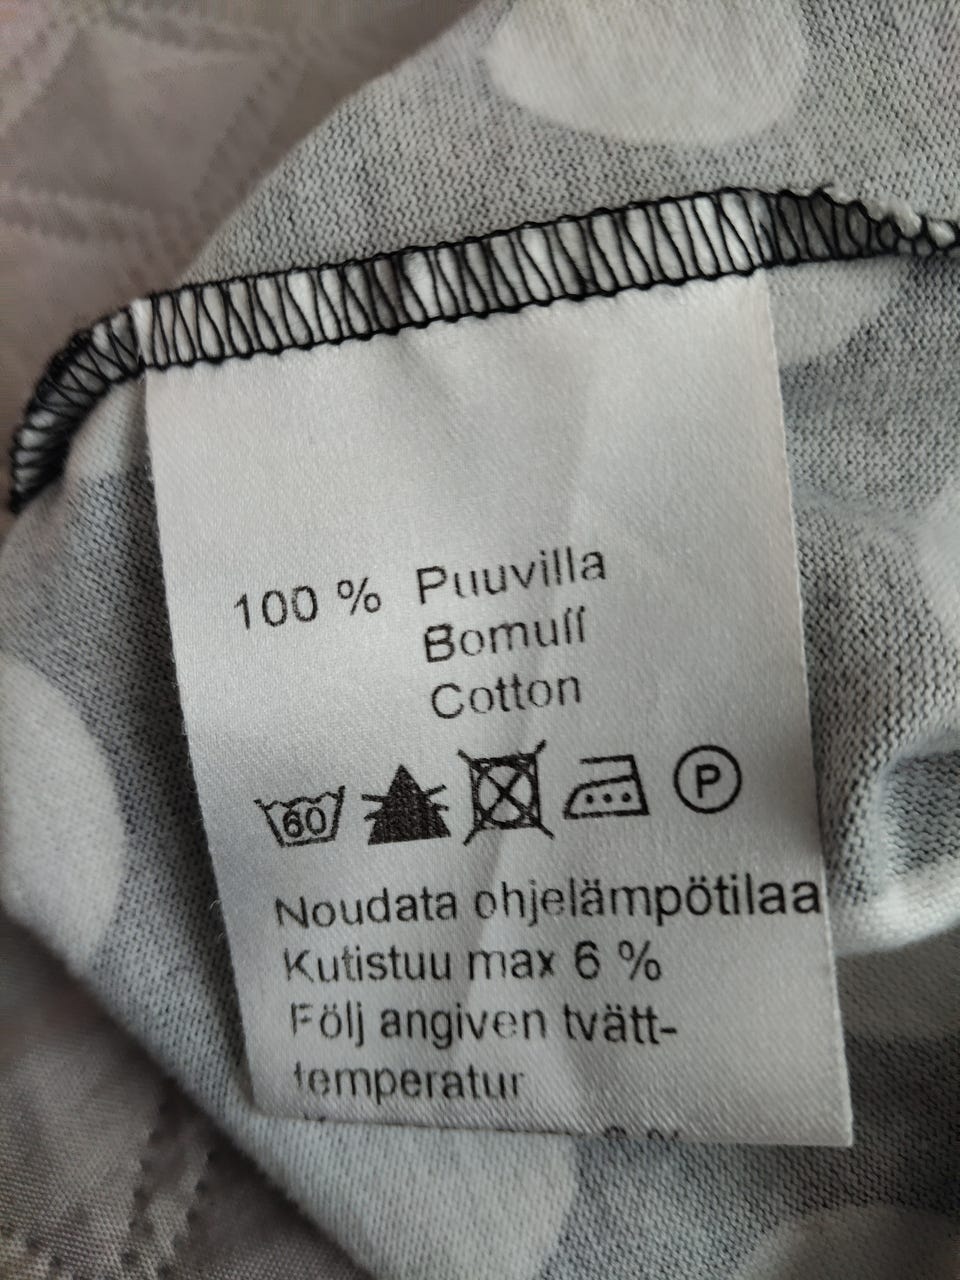 100 % Puuvilla
Bomull
Cotton
60 P
Noudata ohjelämpötilaa
Kutistuu max 6 %
Följ angiven tvätt-
temperatur